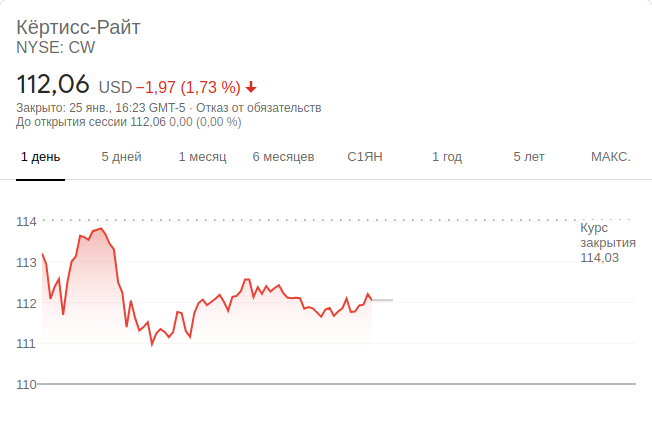 Кёртисс-Райт
NYSE: CW
112,06 USD −1,97 (1,73 %)
Закрыто: 25 янв., 16:23 GMT-5 · Отказ от обязательств
До открытия сессии 112,06 0,00 (0,00 %)
1 день 5 дней 1 месяц 6 месяцев С1ЯН 1 год 5 лет МАКС.
114
Курс
закрытия
114,03
113
112
111
110